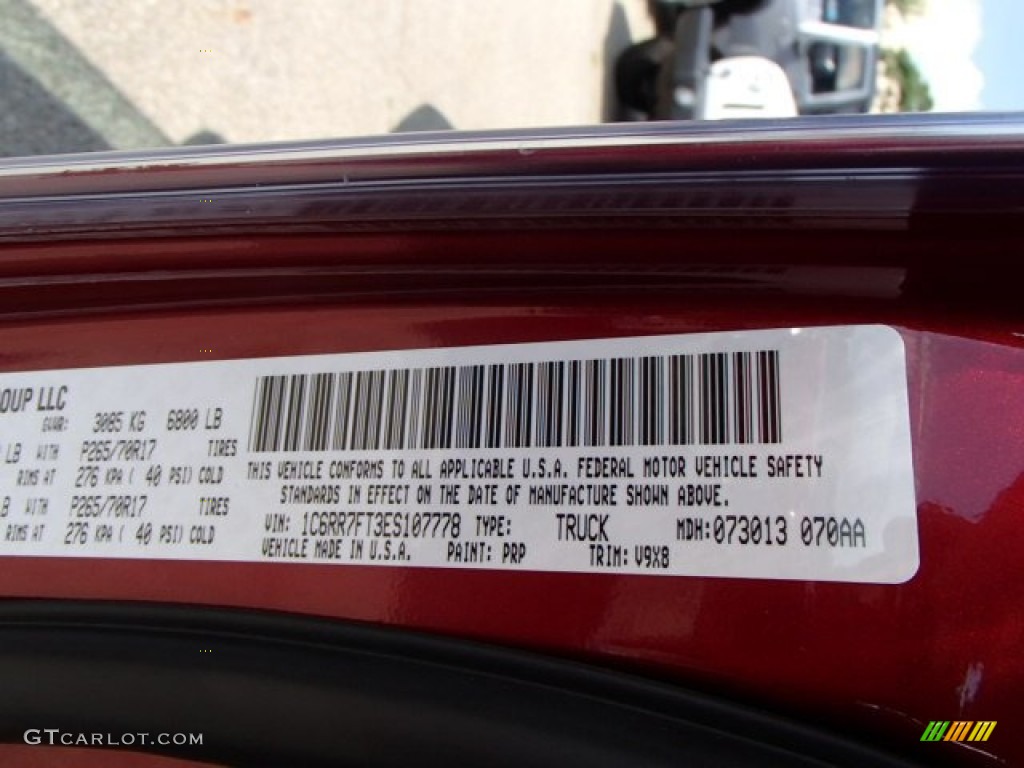 OUP LLC
GVWR: 3085 KG 6800 LB
LB WITH P265/70R17 TIRES
RIMS AT 276 KPA ( 40 PSI) COLD
LB WITH P265/70R17 TIRES
RIMS AT 276 KPA ( 40 PSI) COLD
THIS VEHICLE CONFORMS TO ALL APPLICABLE U.S.A. FEDERAL MOTOR VEHICLE SAFETY
STANDARDS IN EFFECT ON THE DATE OF MANUFACTURE SHOWN ABOVE.
VIN: 1C6RR7FT3ES107778 TYPE: TRUCK MDH: 073013 070AA
VEHICLE MADE IN U.S.A. PAINT: PRP TRIM: V9X8
GTCARLOT.COM